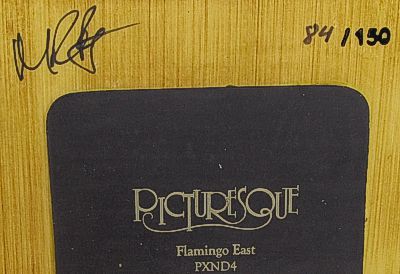 84/150
PICTURESQUE
Flamingo East
PXND4